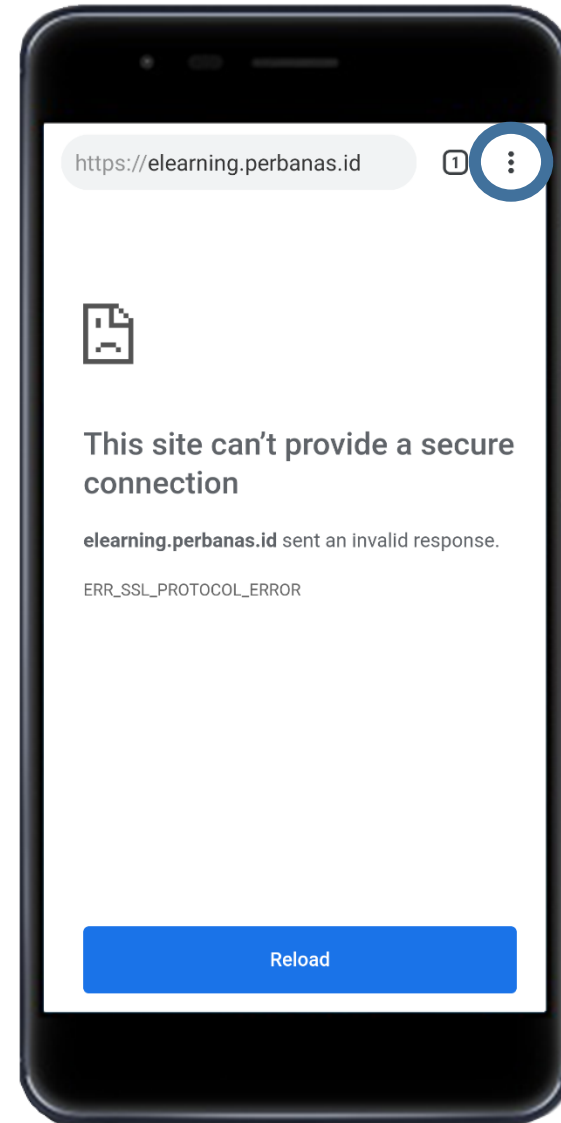 https://elearning.perbanas.id
1
This site can’t provide a secure
connection
elearning.perbanas.id sent an invalid response.
ERR_SSL_PROTOCOL_ERROR
Reload